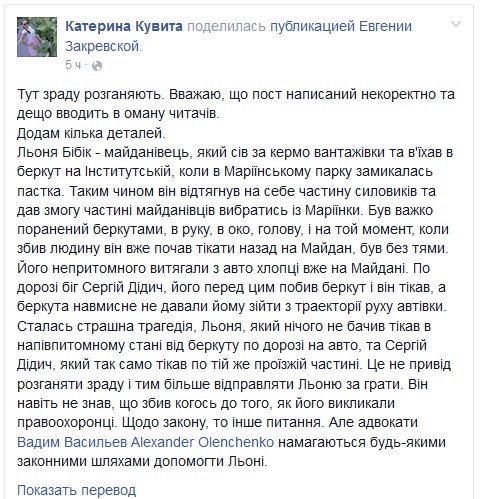 Катерина Кувита поделилась публикацией Евгении
Закревской.
5 ч ·
Тут зраду розганяють. Вважаю, що пост написаний некоректно та
дещо вводить в оману читачів.
Додам кілька деталей.
Льоня Бібік - майданівець, який сів за кермо вантажівки та в'їхав в
беркут на Інститутській, коли в Маріїнському парку замикалась
пастка. Таким чином він відтягнув на себе частину силовиків та
дав змогу частині майданівців вибратись із Маріїнки. Був важко
поранений беркутами, в руку, в око, голову, і на той момент, коли
збив людину він вже почав тікати назад на Майдан, був без тями.
Його непритомного витягали з авто хлопці вже на Майдані. По
дорозі біг Сергій Дідич, його перед цим побив беркут і він тікав, а
беркута навмисне не давали йому зійти з траекторії руху автівки.
Сталась страшна трагедія, Льоня, який нічого не бачив тікав в
напівпитомному стані від беркуту по дорозі на авто, та Сергій
Дідич, який так само тікав по тій же проїзжій частині. Це не привід
розганяти зраду і тим більше відправляти Льоню за грати. Він
навіть не знав, що збив когось до того, як його викликали
правоохоронці. Щодо закону, то інше питання. Але адвокати
Вадим Васильев Alexander Olenchenko намагаються будь-якими
законними шляхами допомогти Льоні.
Показать перевод